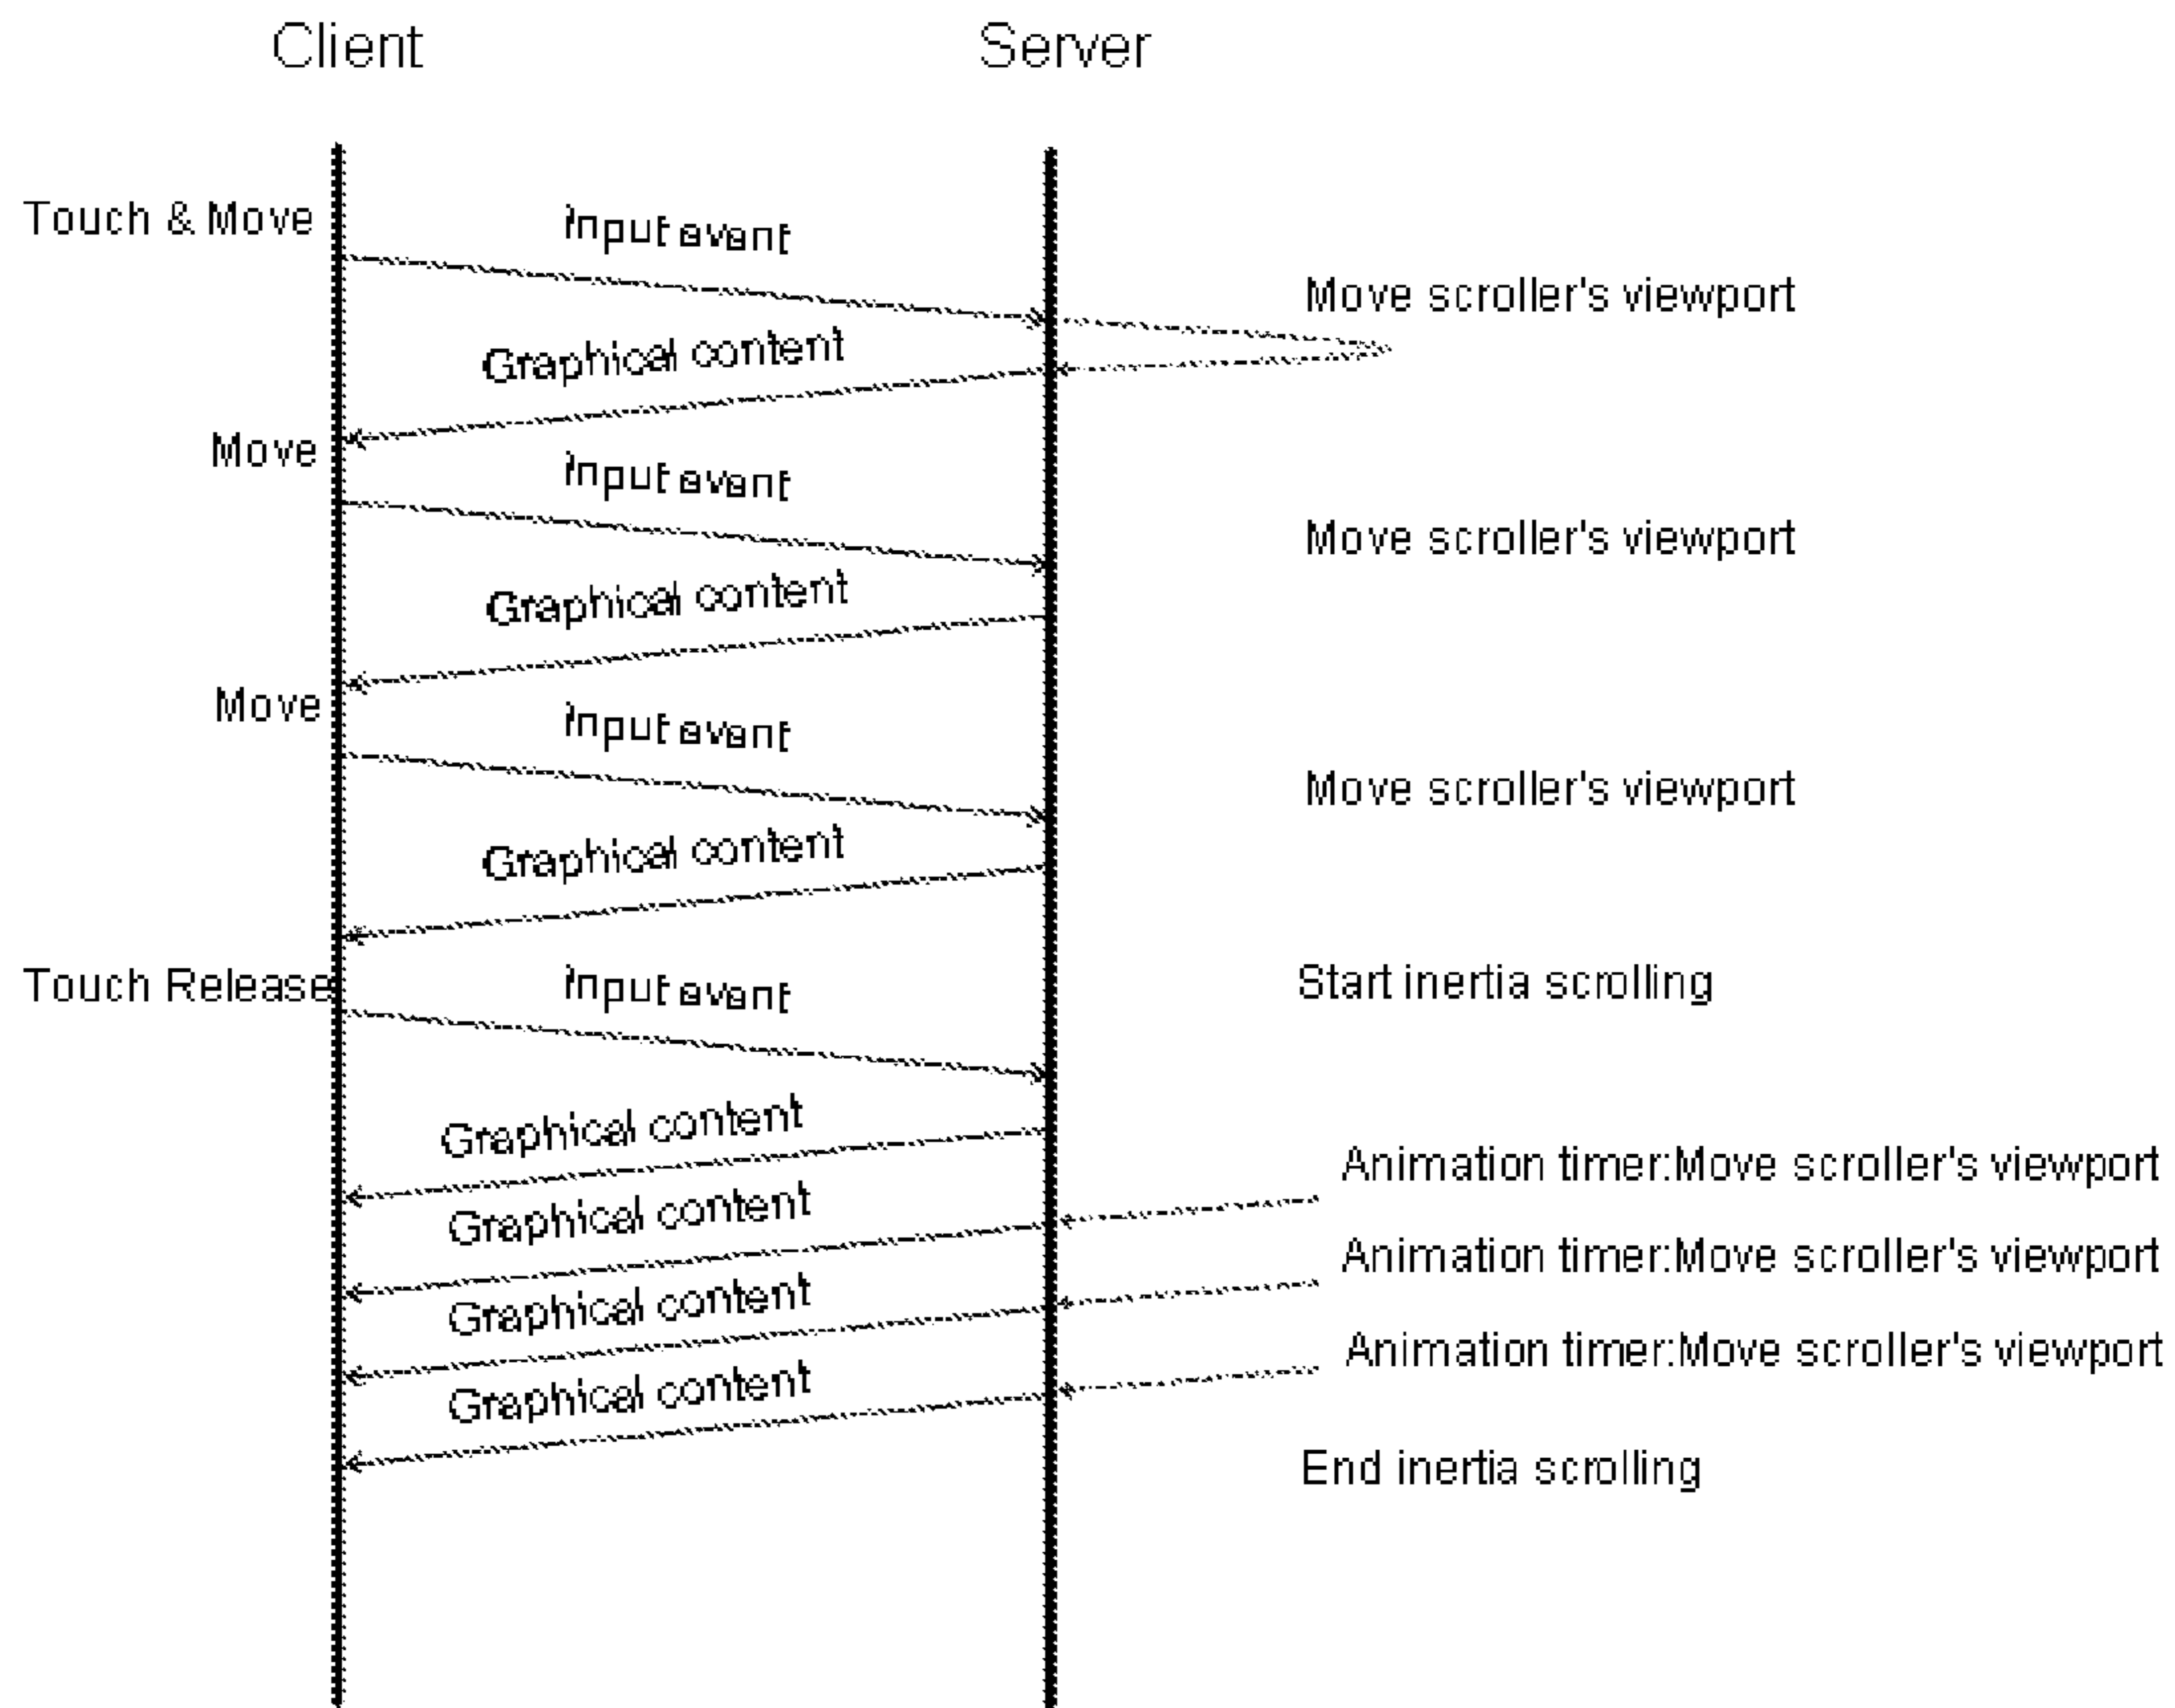 Client
Server
Touch & Move
Input event
Move scroller's viewport
Graphical content
Move
Input event
Move scroller's viewport
Graphical content
Move
Input event
Move scroller's viewport
Graphical content
Touch Release
Input event
Start inertia scrolling
Graphical content
Animation timer:Move scroller's viewport
Graphical content
Animation timer:Move scroller's viewport
Graphical content
Animation timer:Move scroller's viewport
Graphical content
End inertia scrolling